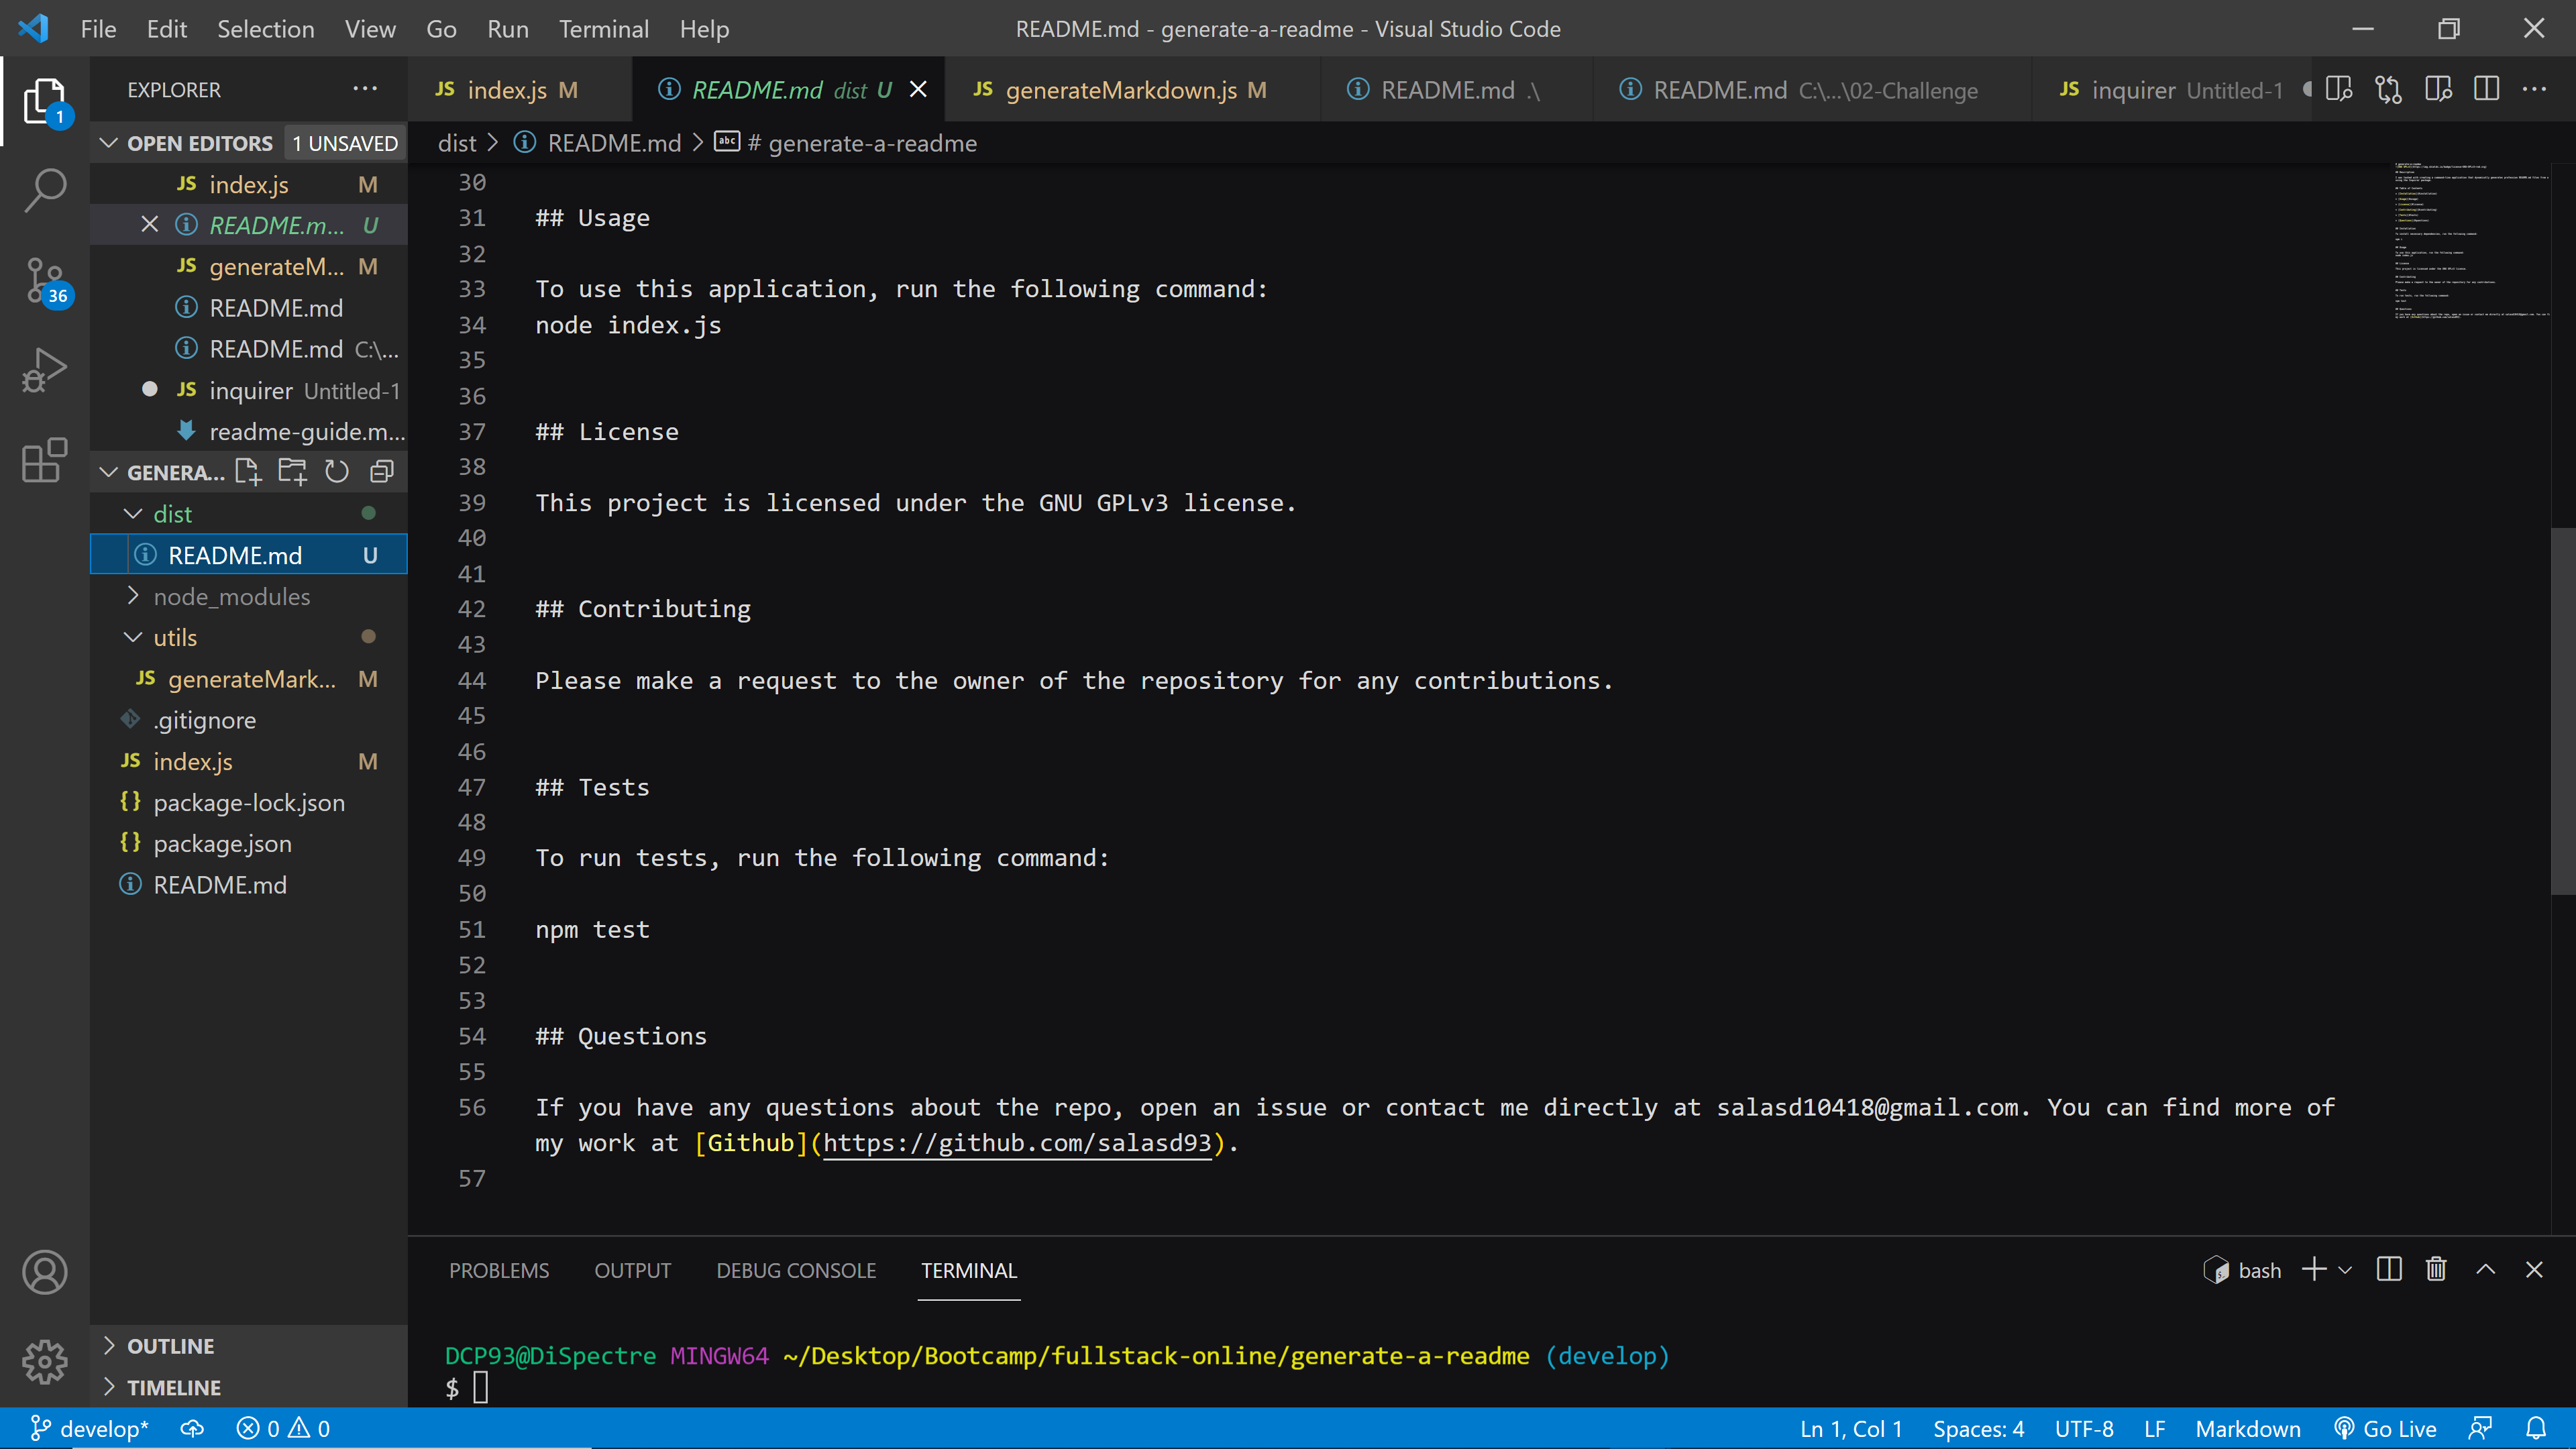 File Edit Selection View Go Run Terminal Help
README.md - generate-a-readme - Visual Studio Code
EXPLORER
1
36
OPEN EDITORS 1 UNSAVED
JS index.js M
README.m... U
JS generateM... M
README.md
README.md C:\...
JS inquirer Untitled-1
readme-guide.m...
GENERA...
dist
README.md U
node_modules
utils
JS generateMark... M
.gitignore
JS index.js M
{} package-lock.json
{} package.json
README.md
OUTLINE
TIMELINE
JS index.js M
README.md dist U
JS generateMarkdown.js M
README.md .\
README.md C:\...\02-Challenge
JS inquirer Untitled-1
dist > README.md > # generate-a-readme
30
31 ## Usage
32
33 To use this application, run the following command:
34 node index.js
35
36
37 ## License
38
39 This project is licensed under the GNU GPLv3 license.
40
41
42 ## Contributing
43
44 Please make a request to the owner of the repository for any contributions.
45
46
47 ## Tests
48
49 To run tests, run the following command:
50
51 npm test
52
53
54 ## Questions
55
56 If you have any questions about the repo, open an issue or contact me directly at salasd10418@gmail.com. You can find more of
my work at [Github](https://github.com/salasd93).
57
PROBLEMS OUTPUT DEBUG CONSOLE TERMINAL
bash
DCP93@DiSpectre MINGW64 ~/Desktop/Bootcamp/fullstack-online/generate-a-readme (develop)
$
develop* 0 0
Ln 1, Col 1 Spaces: 4 UTF-8 LF Markdown Go Live